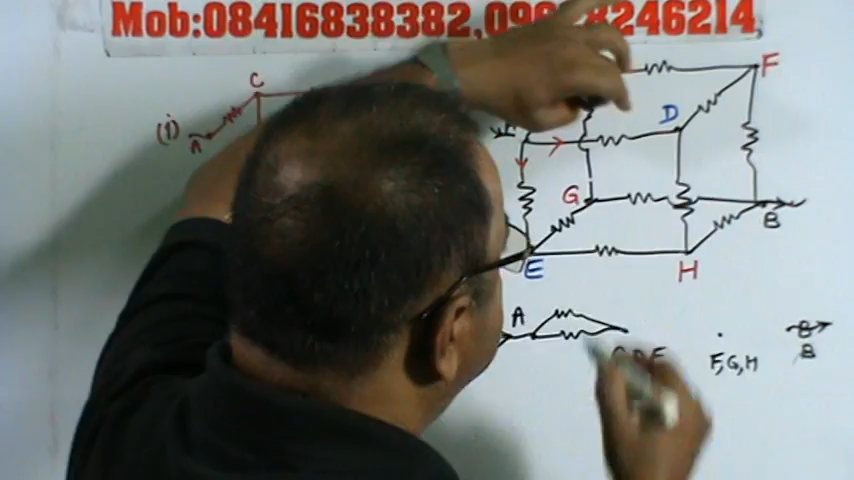 Mob:08416838382,09
8246214,
C
(i) A
F
D
G
B
E
H
A
F,G,H
B